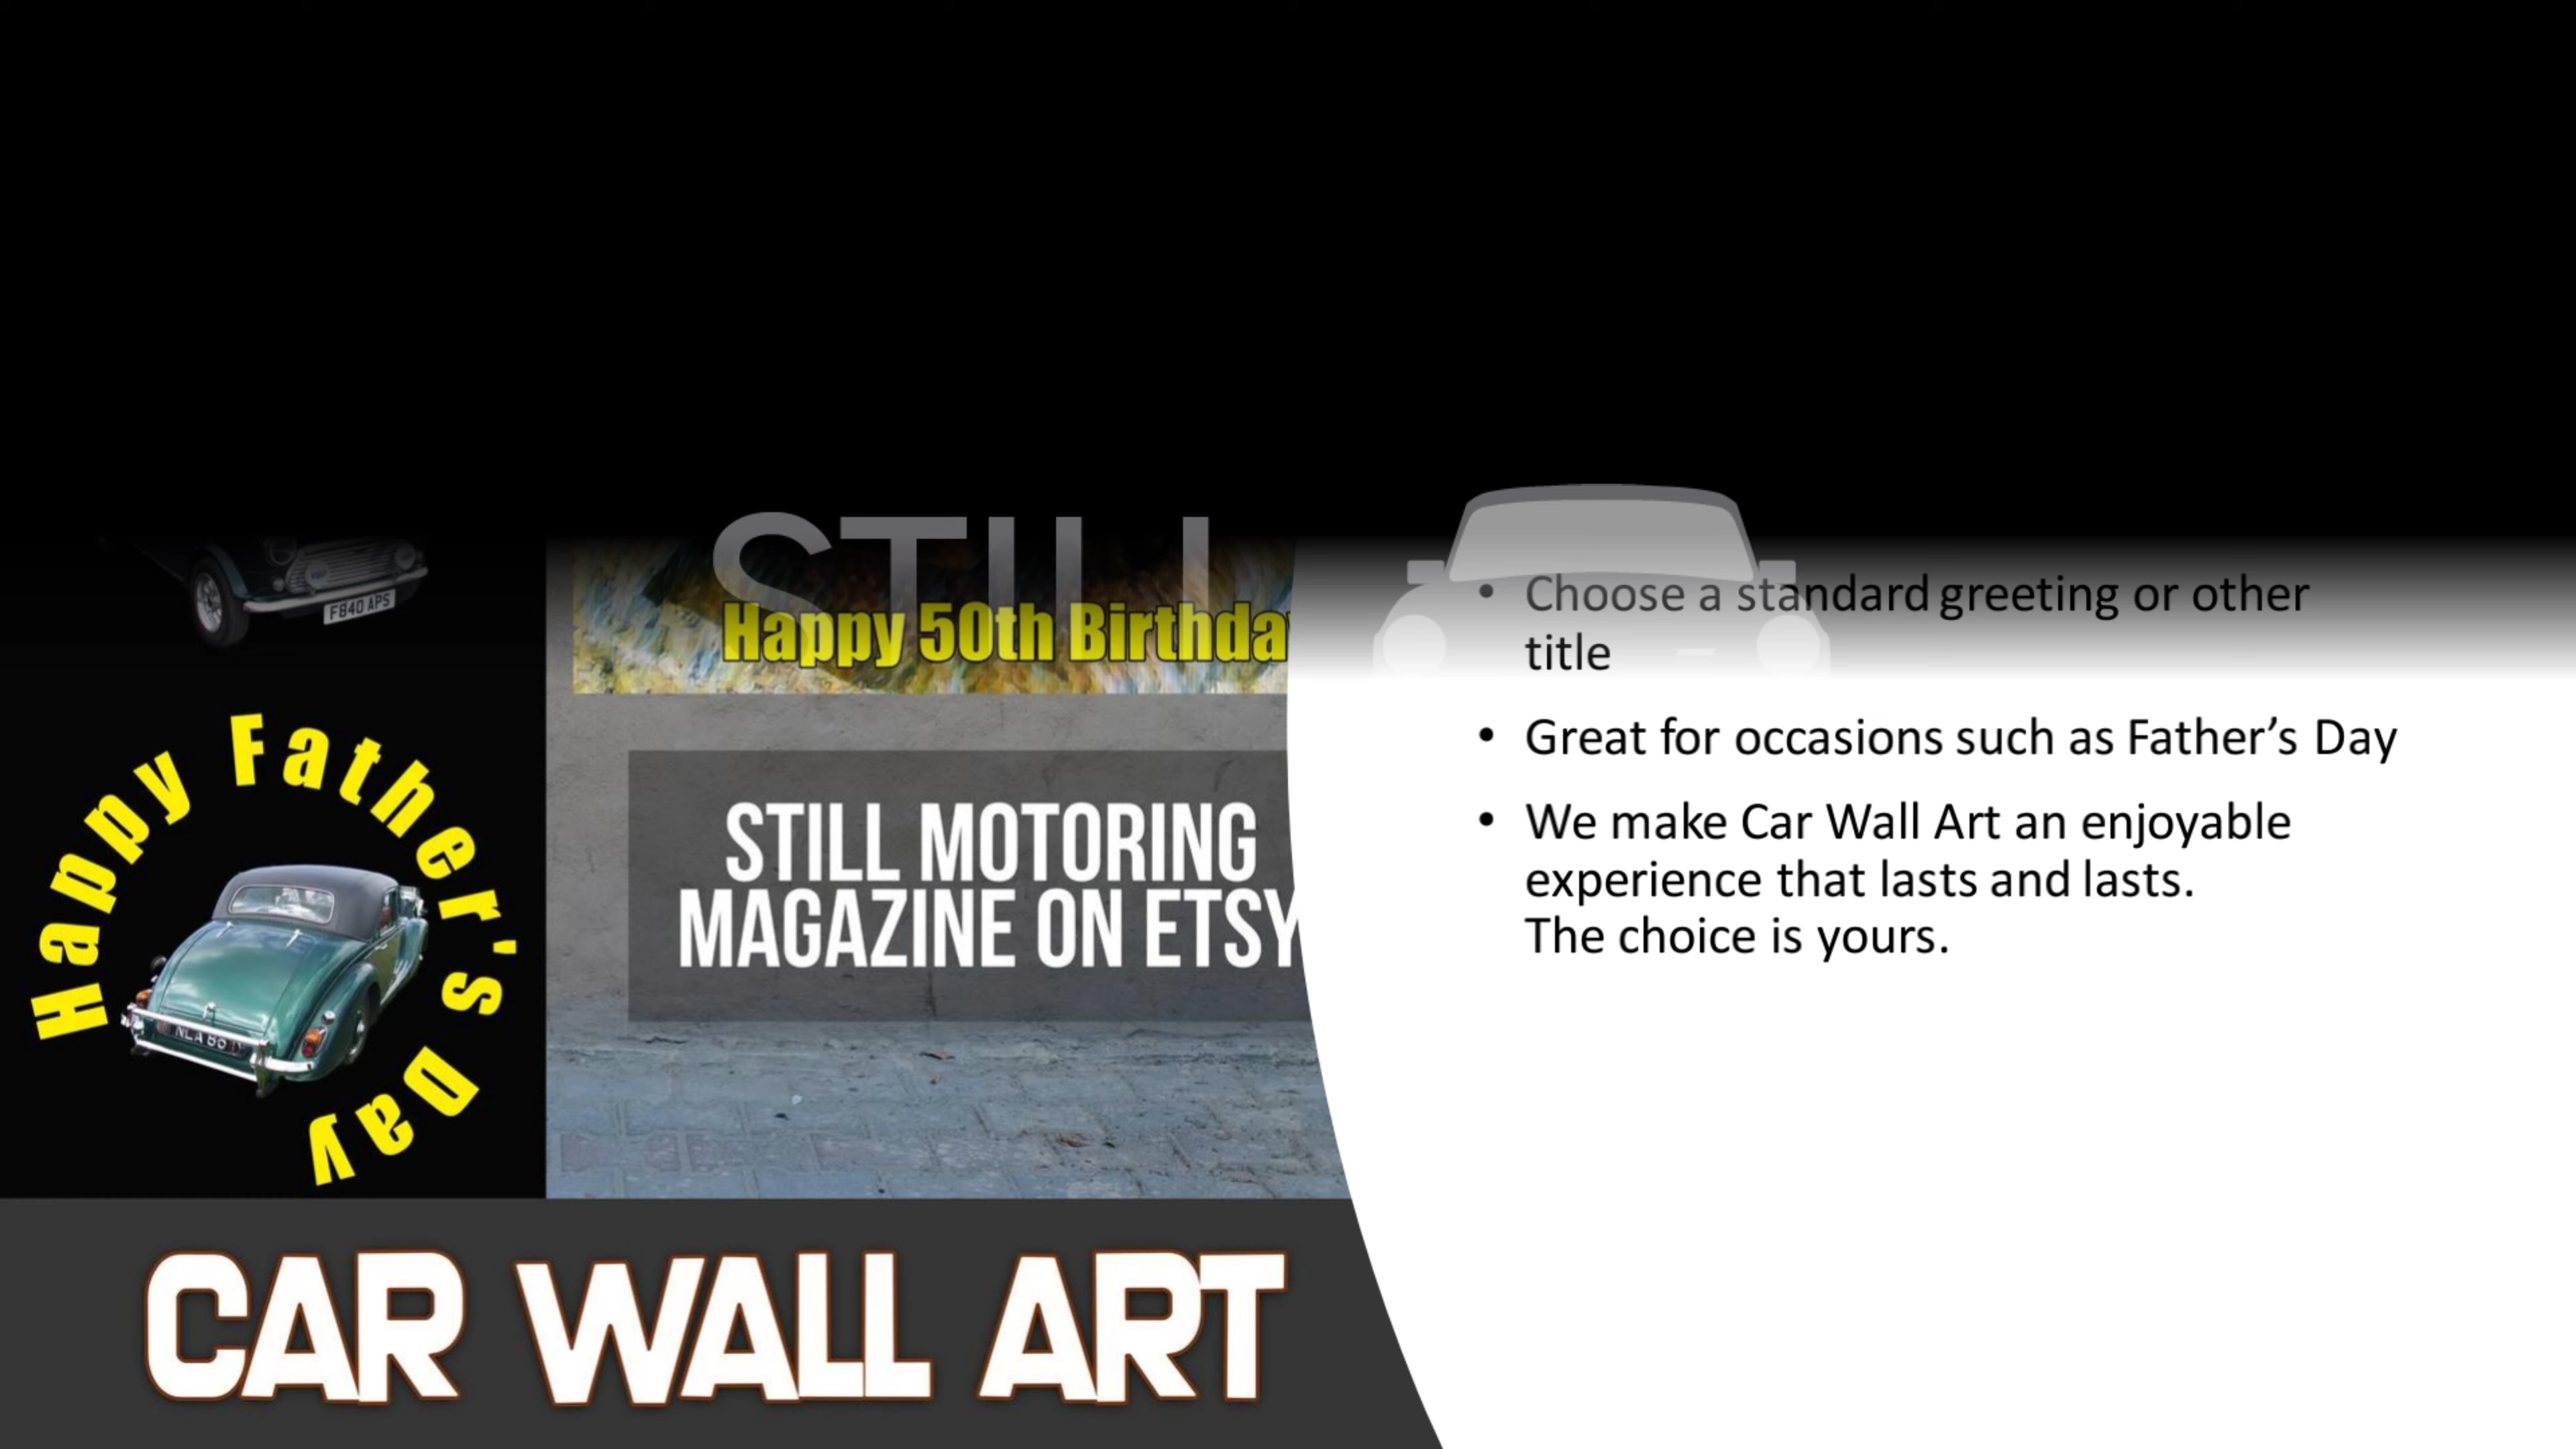 STILL
F840 APS
Happy 50th Birthda
Happy Father's Day
STILL MOTORING
MAGAZINE ON ETSY
CAR WALL ART
• Choose a standard greeting or other
title
• Great for occasions such as Father’s Day
• We make Car Wall Art an enjoyable
experience that lasts and lasts.
The choice is yours.